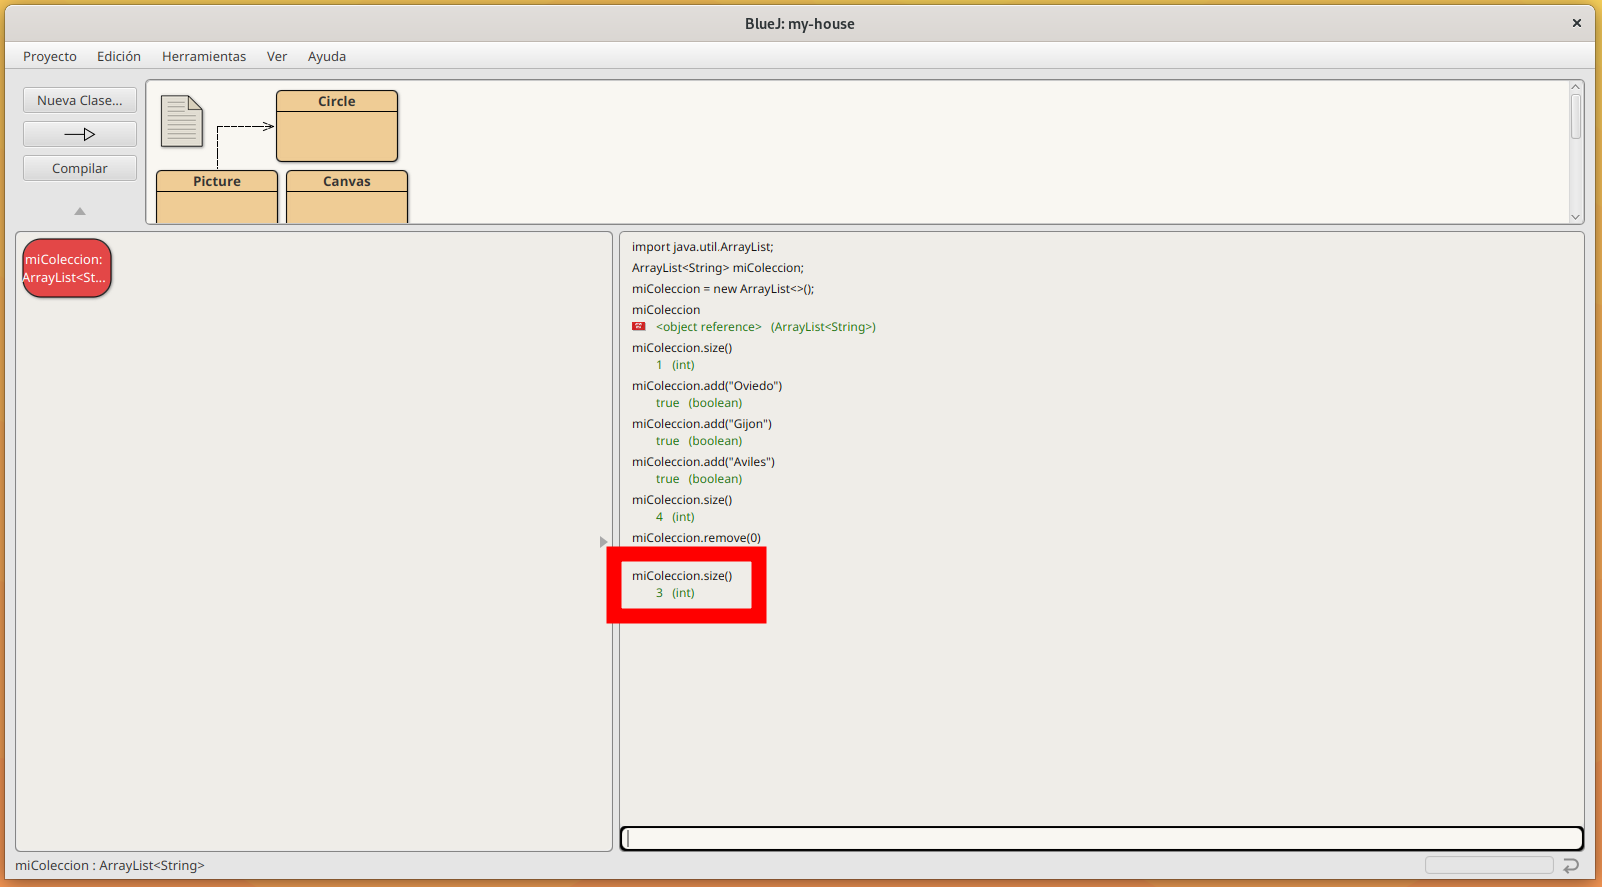 BlueJ: my-house
Proyecto Edición Herramientas Ver Ayuda
Nueva Clase...
Compilar
Circle
Picture
Canvas
miColeccion:
ArrayList<St...
import java.util.ArrayList;
ArrayList<String> miColeccion;
miColeccion = new ArrayList<>();
miColeccion
<object reference> (ArrayList<String>)
miColeccion.size()
1 (int)
miColeccion.add("Oviedo")
true (boolean)
miColeccion.add("Gijon")
true (boolean)
miColeccion.add("Aviles")
true (boolean)
miColeccion.size()
4 (int)
miColeccion.remove(0)
miColeccion.size()
3 (int)
miColeccion : ArrayList<String>